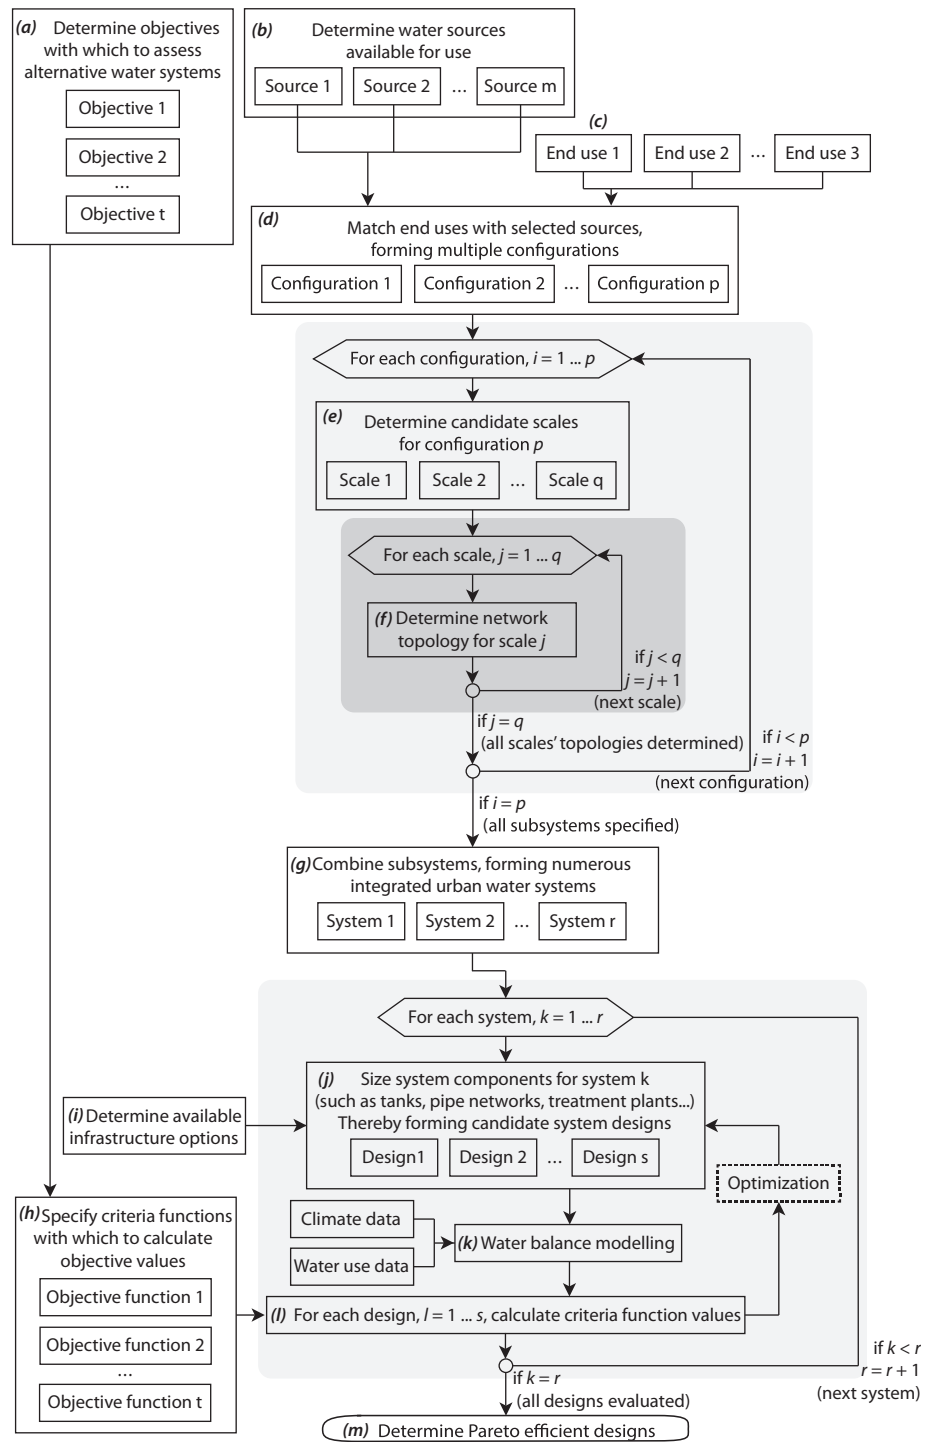 (a) Determine objectives
with which to assess
alternative water systems
Objective 1
Objective 2
...
Objective t
(b) Determine water sources
available for use
Source 1 Source 2 ... Source m
(c)
End use 1 End use 2 ... End use 3
(d) Match end uses with selected sources,
forming multiple configurations
Configuration 1 Configuration 2 ... Configuration p
For each configuration, i = 1 ... p
(e) Determine candidate scales
for configuration p
Scale 1 Scale 2 ... Scale q
For each scale, j = 1 ... q
(f) Determine network
topology for scale j
if j < q
j = j + 1
(next scale)
if j = q
(all scales' topologies determined)
if i < p
i = i + 1
(next configuration)
if i = p
(all subsystems specified)
(g) Combine subsystems, forming numerous
integrated urban water systems
System 1 System 2 ... System r
For each system, k = 1 ... r
(j) Size system components for system k
(such as tanks, pipe networks, treatment plants...)
Thereby forming candidate system designs
Design1 Design 2 ... Design s
(i) Determine available
infrastructure options
Optimization
(h) Specify criteria functions
with which to calculate
objective values
Objective function 1
Objective function 2
...
Objective function t
Climate data
Water use data
(k) Water balance modelling
(l) For each design, l = 1 ... s, calculate criteria function values
if k < r
r = r + 1
(next system)
if k = r
(all designs evaluated)
(m) Determine Pareto efficient designs